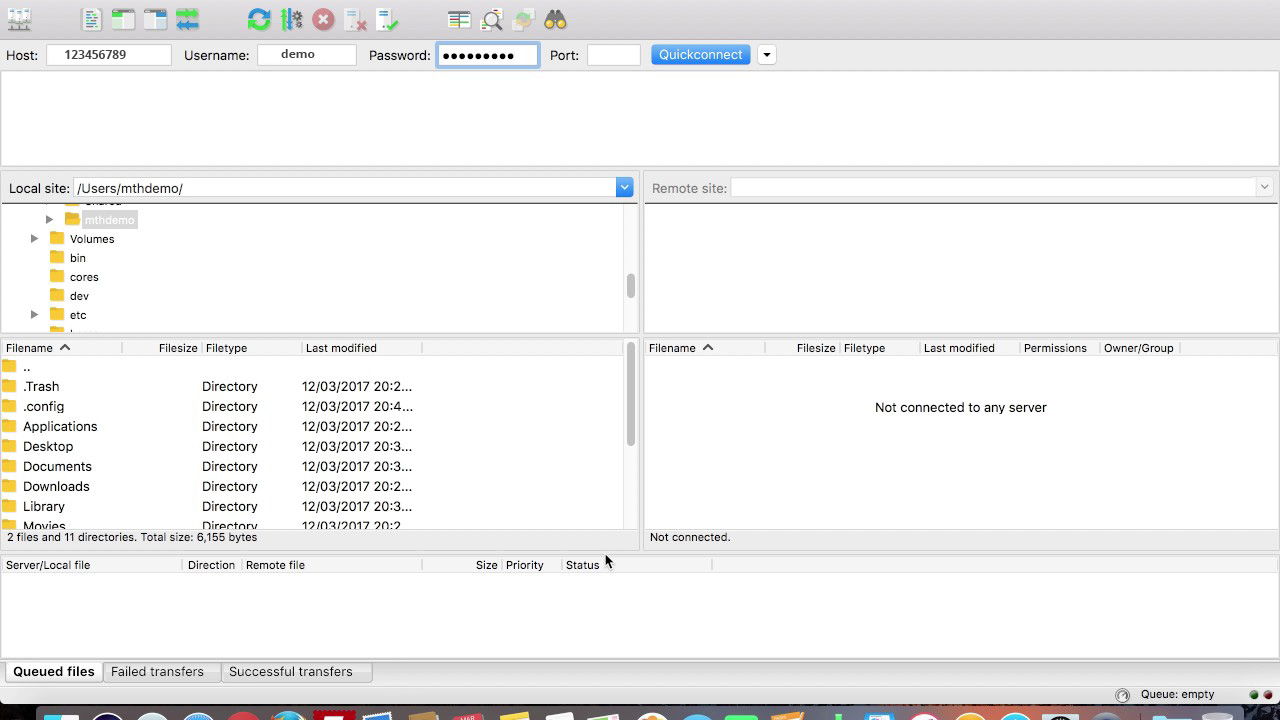 Host: 123456789 Username: demo Password: ●●●●●●●●● Port: Quickconnect
Local site: /Users/mthdemo/ Remote site:
mthdemo
Volumes
bin
cores
dev
etc
Filename Filesize Filetype Last modified Filename Filesize Filetype Last modified Permissions Owner/Group
..
.Trash Directory 12/03/2017 20:2...
.config Directory 12/03/2017 20:4...
Not connected to any server
Applications Directory 12/03/2017 20:2...
Desktop Directory 12/03/2017 20:3...
Documents Directory 12/03/2017 20:3...
Downloads Directory 12/03/2017 20:2...
Library Directory 12/03/2017 20:3...
Movies Directory 12/03/2017 20:2
2 files and 11 directories. Total size: 6,155 bytes Not connected.
Server/Local file Direction Remote file Size Priority Status
Queued files Failed transfers Successful transfers
Queue: empty